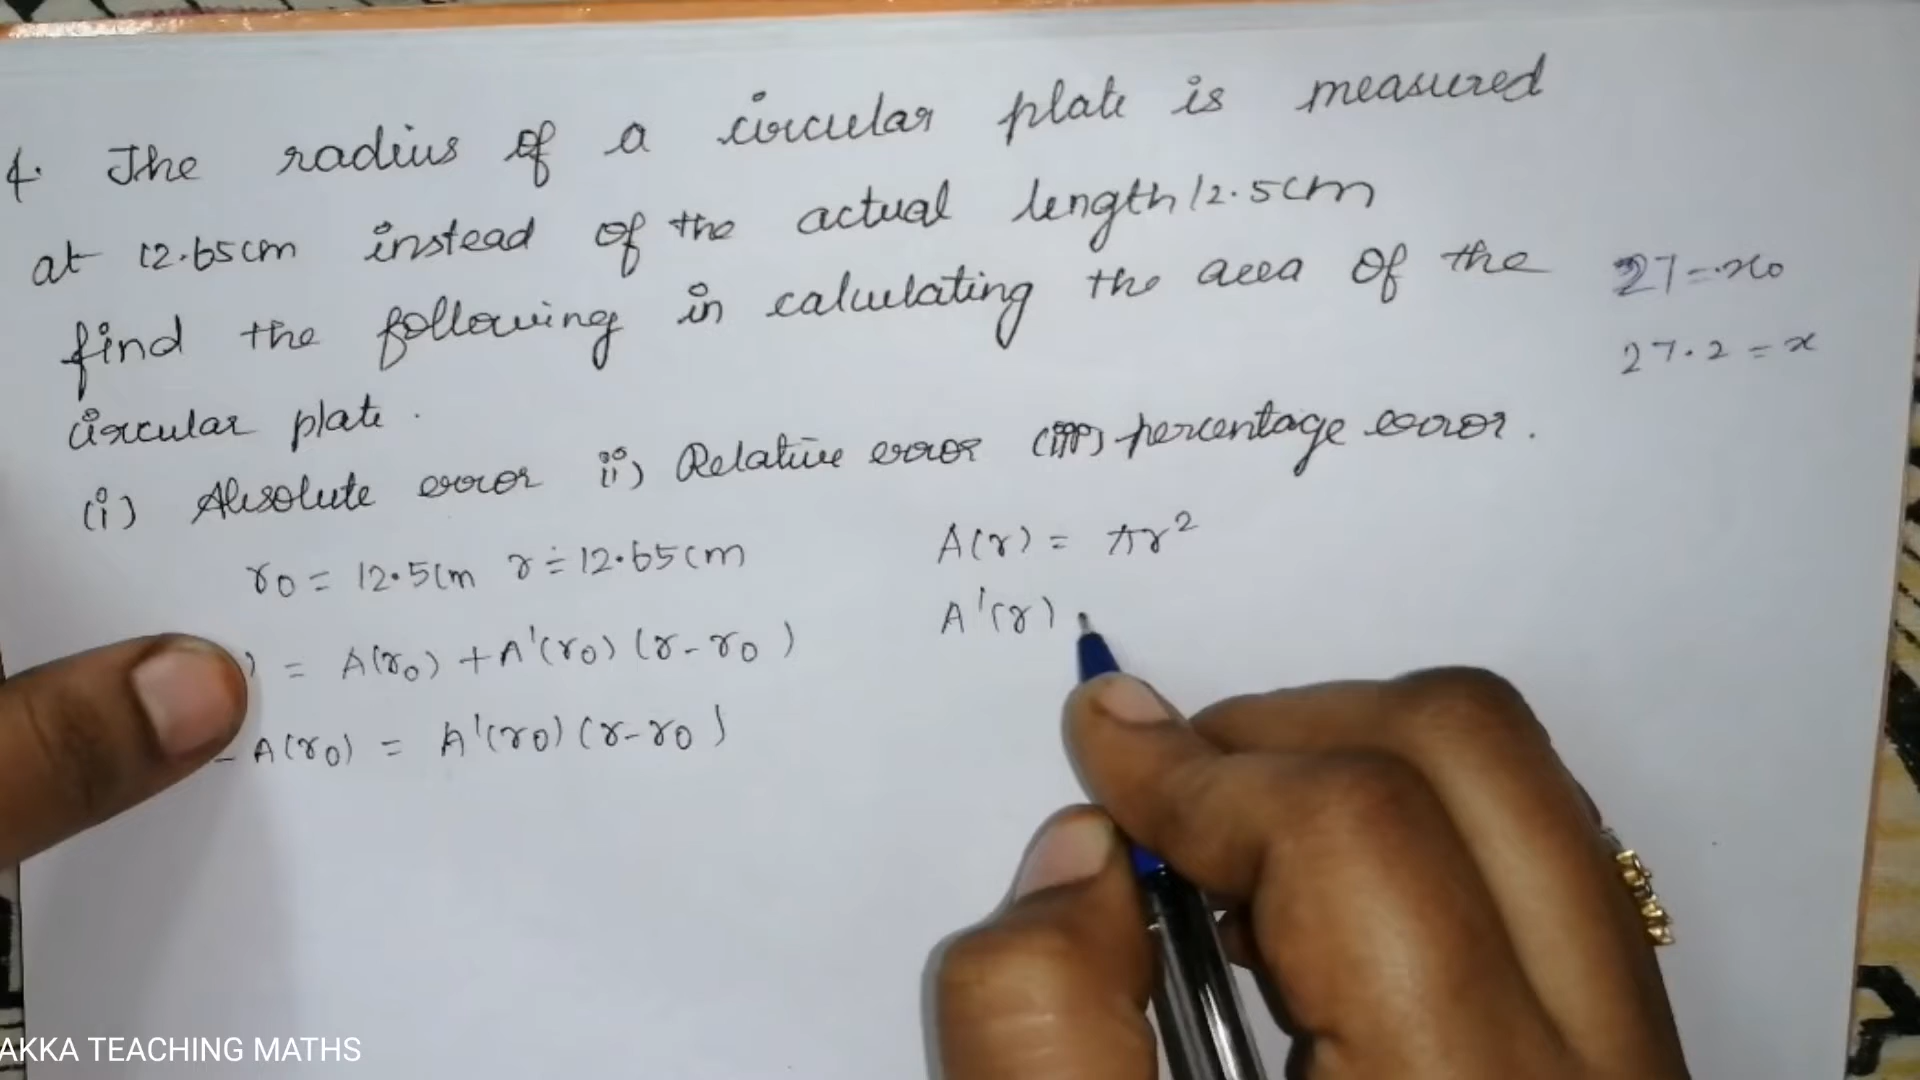 4. The radius of a circular plate is measured
at 12.65cm instead of the actual length 12.5cm
find the following in calculating the area of the
circular plate.
(i) Absolute error ii) Relative error (iii) percentage error.
27 = x0
27.2 = x
r0 = 12.5cm r = 12.65cm
) = A(r0) + A'(r0) (r - r0)
- A(r0) = A'(r0) (r - r0)
A(r) = πr²
A'(r)
AKKA TEACHING MATHS